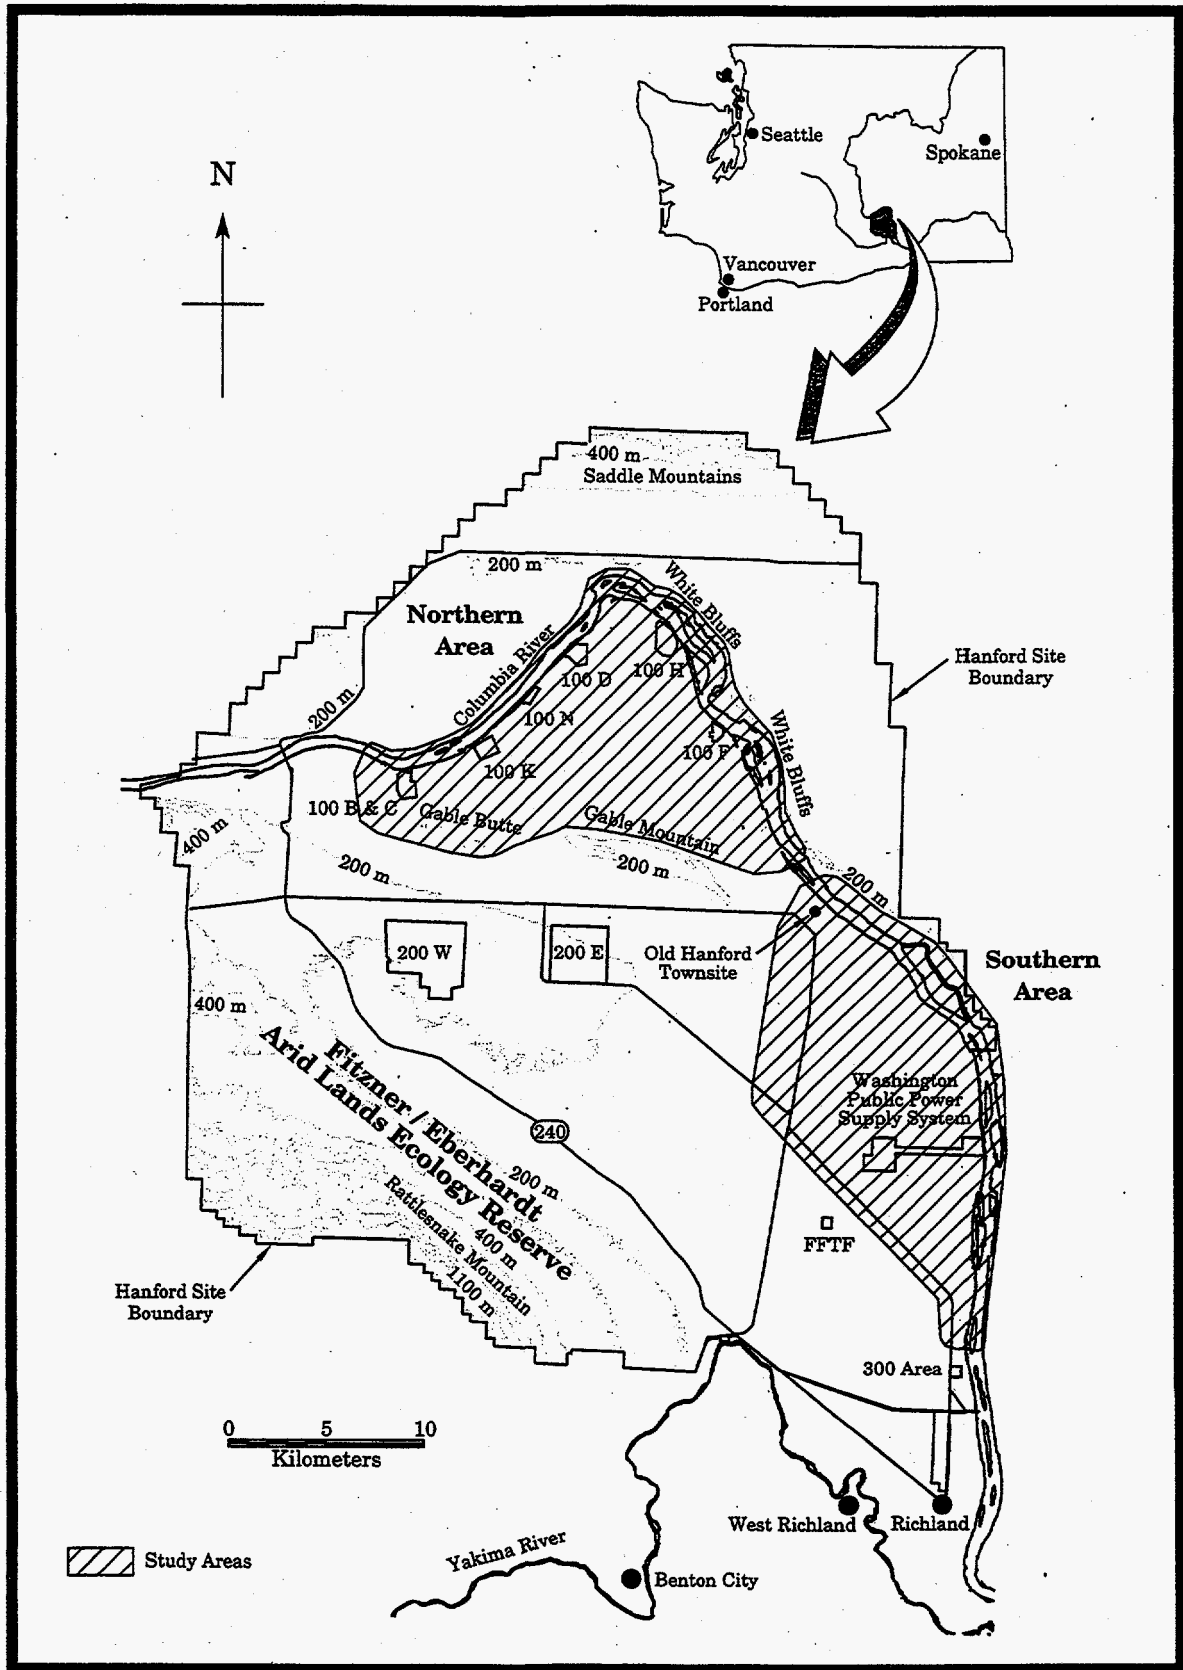 Seattle
Spokane
N
Vancouver
Portland
400 m
Saddle Mountains
200 m
White Bluffs
Northern
Area
Columbia River
100 D
100 H
Hanford Site
Boundary
200 m
100 N
White Bluffs
100 F
100 K
100 B & C
Gable Butte
Gable Mountain
400 m
200 m
200 m
200 m
200 W
200 E
Old Hanford
Townsite
Southern
Area
400 m
Fitzner / Eberhardt
Arid Lands Ecology Reserve
Washington
Public Power
Supply System
240
200 m
Rattlesnake Mountain
400 m
1100 m
FFTF
Hanford Site
Boundary
300 Area
0 5 10
Kilometers
West Richland
Richland
Yakima River
Study Areas
Benton City